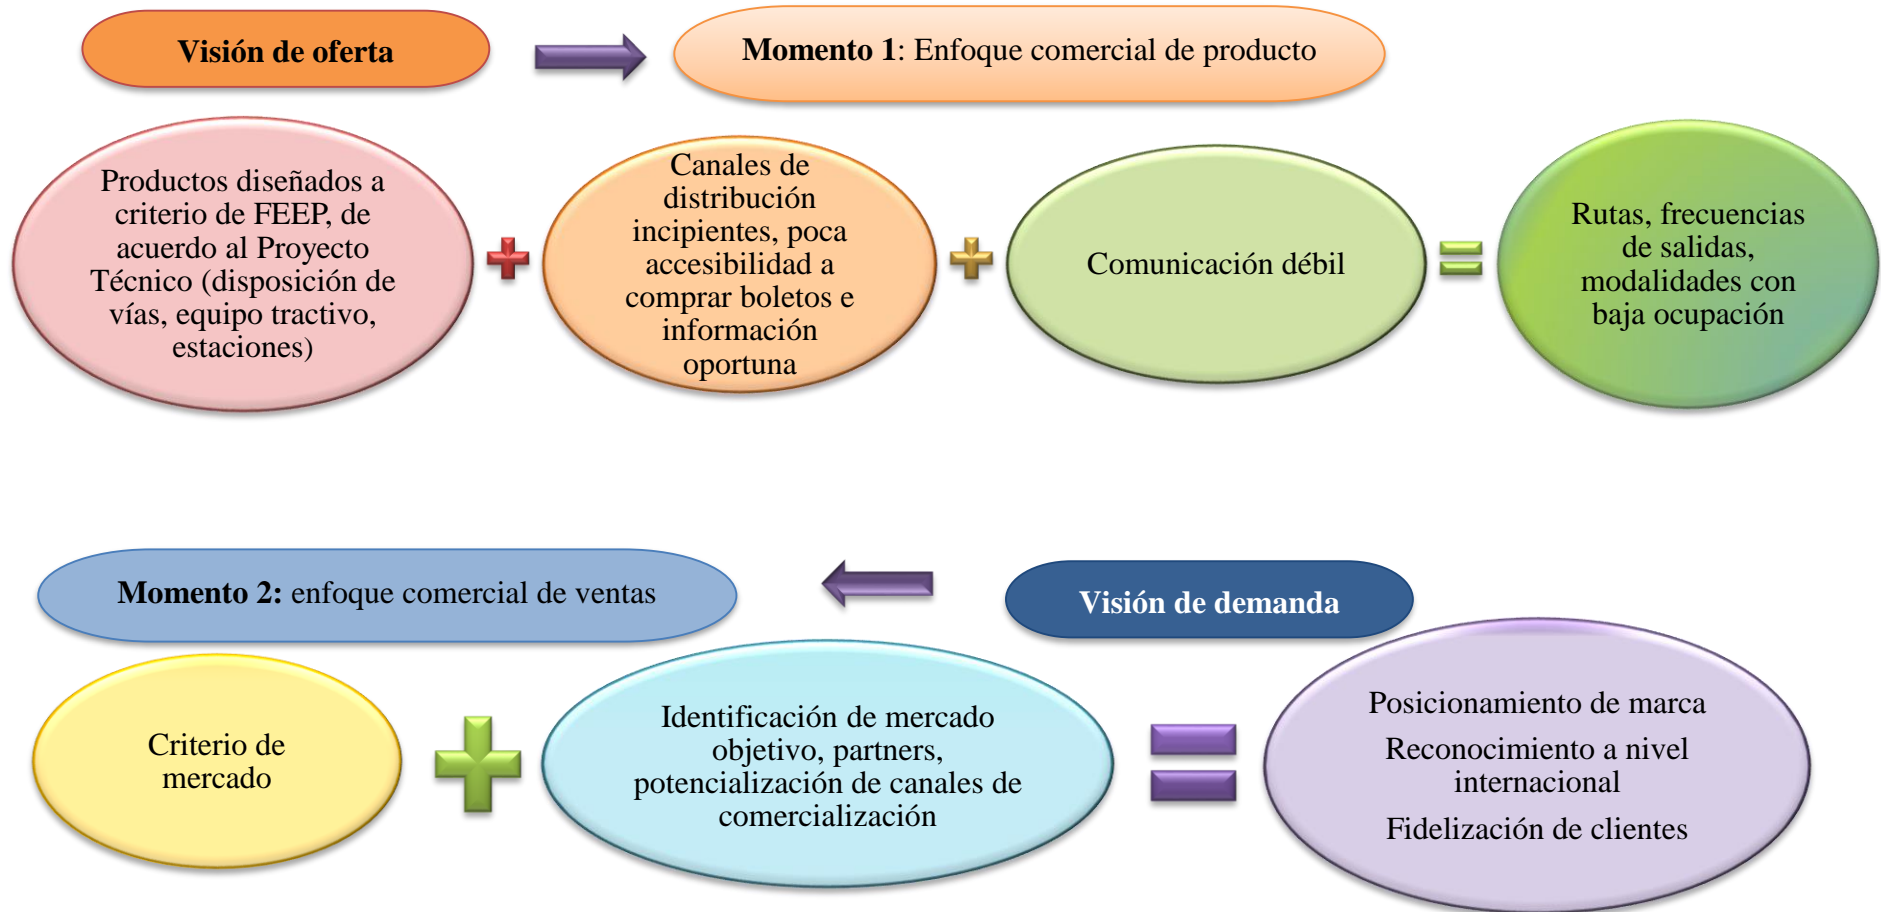 Visión de oferta
Momento 1: Enfoque comercial de producto
Productos diseñados a
criterio de FEEP, de
acuerdo al Proyecto
Técnico (disposición de
vías, equipo tractivo,
estaciones)
Canales de
distribución
incipientes, poca
accesibilidad a
comprar boletos e
información
oportuna
Comunicación débil
Rutas, frecuencias
de salidas,
modalidades con
baja ocupación
Momento 2: enfoque comercial de ventas
Visión de demanda
Criterio de
mercado
Identificación de mercado
objetivo, partners,
potencialización de canales de
comercialización
Posicionamiento de marca
Reconocimiento a nivel
internacional
Fidelización de clientes